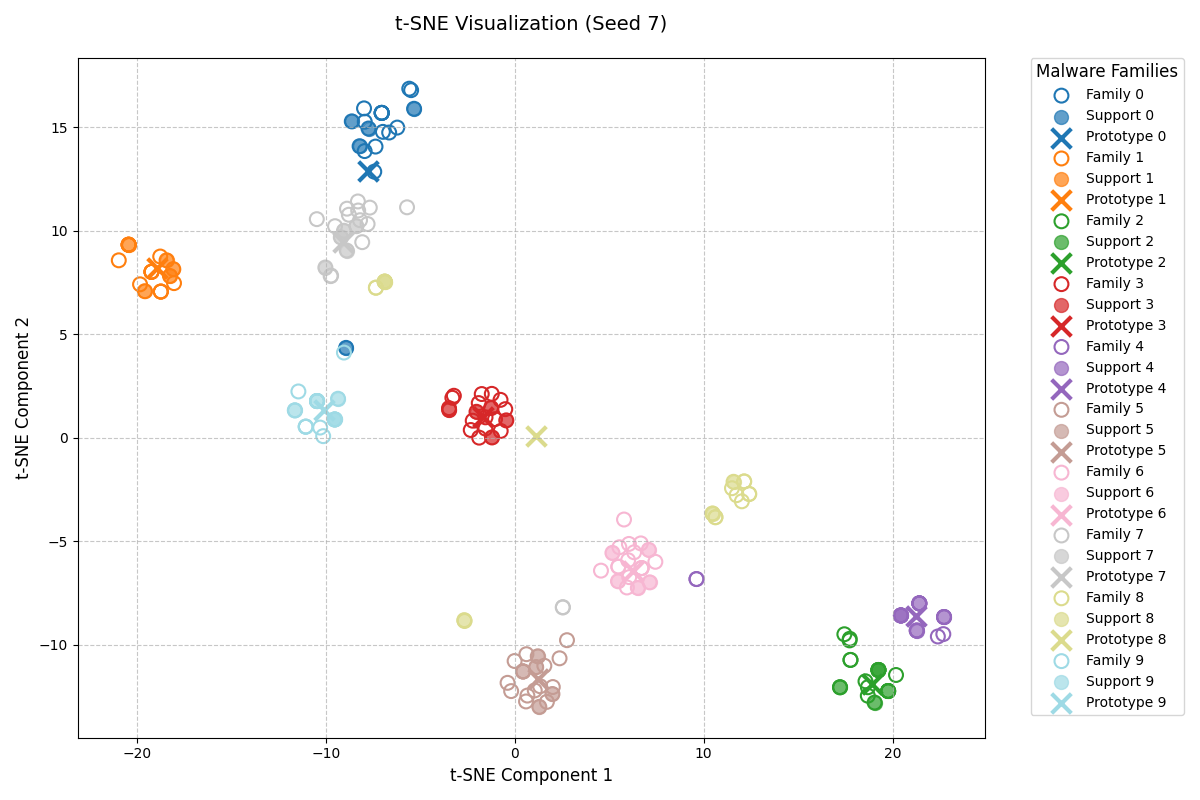 t-SNE Visualization (Seed 7)
t-SNE Component 2
15
10
5
0
−5
−10
−20
−10
0
10
20
t-SNE Component 1
Malware Families
Family 0
Support 0
Prototype 0
Family 1
Support 1
Prototype 1
Family 2
Support 2
Prototype 2
Family 3
Support 3
Prototype 3
Family 4
Support 4
Prototype 4
Family 5
Support 5
Prototype 5
Family 6
Support 6
Prototype 6
Family 7
Support 7
Prototype 7
Family 8
Support 8
Prototype 8
Family 9
Support 9
Prototype 9